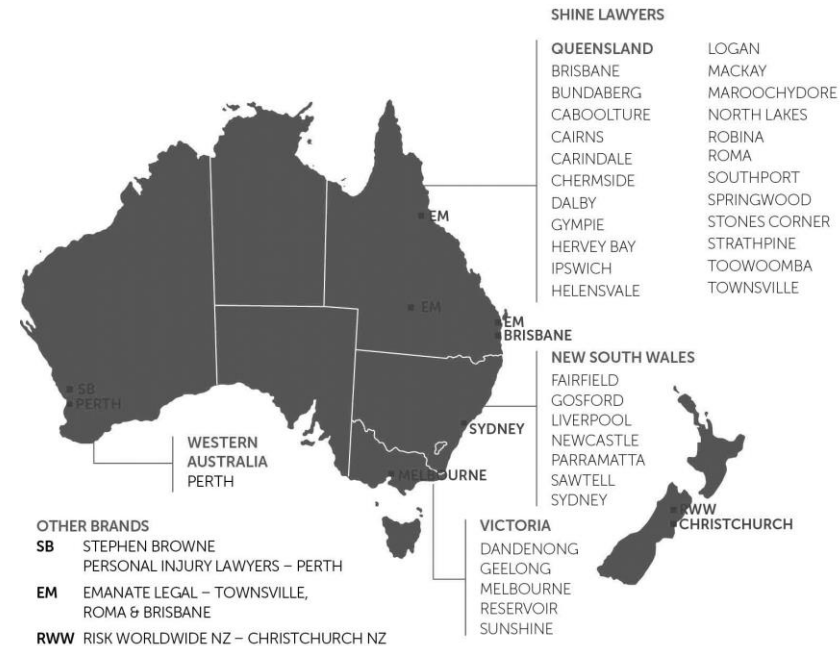 SHINE LAWYERS
QUEENSLAND
BRISBANE
BUNDABERG
CABOOLTURE
CAIRNS
CARINDALE
CHERMSIDE
DALBY
GYMPIE
HERVEY BAY
IPSWICH
HELENSVALE
LOGAN
MACKAY
MAROOCHYDORE
NORTH LAKES
ROBINA
ROMA
SOUTHPORT
SPRINGWOOD
STONES CORNER
STRATHPINE
TOOWOOMBA
TOWNSVILLE
EM
EM
EM
BRISBANE
NEW SOUTH WALES
FAIRFIELD
GOSFORD
LIVERPOOL
NEWCASTLE
PARRAMATTA
SAWTELL
SYDNEY
SB
PERTH
SYDNEY
MELBOURNE
WESTERN
AUSTRALIA
PERTH
RWW
CHRISTCHURCH
VICTORIA
DANDENONG
GEELONG
MELBOURNE
RESERVOIR
SUNSHINE
OTHER BRANDS
SB STEPHEN BROWNE
PERSONAL INJURY LAWYERS – PERTH
EM EMANATE LEGAL – TOWNSVILLE,
ROMA & BRISBANE
RWW RISK WORLDWIDE NZ – CHRISTCHURCH NZ